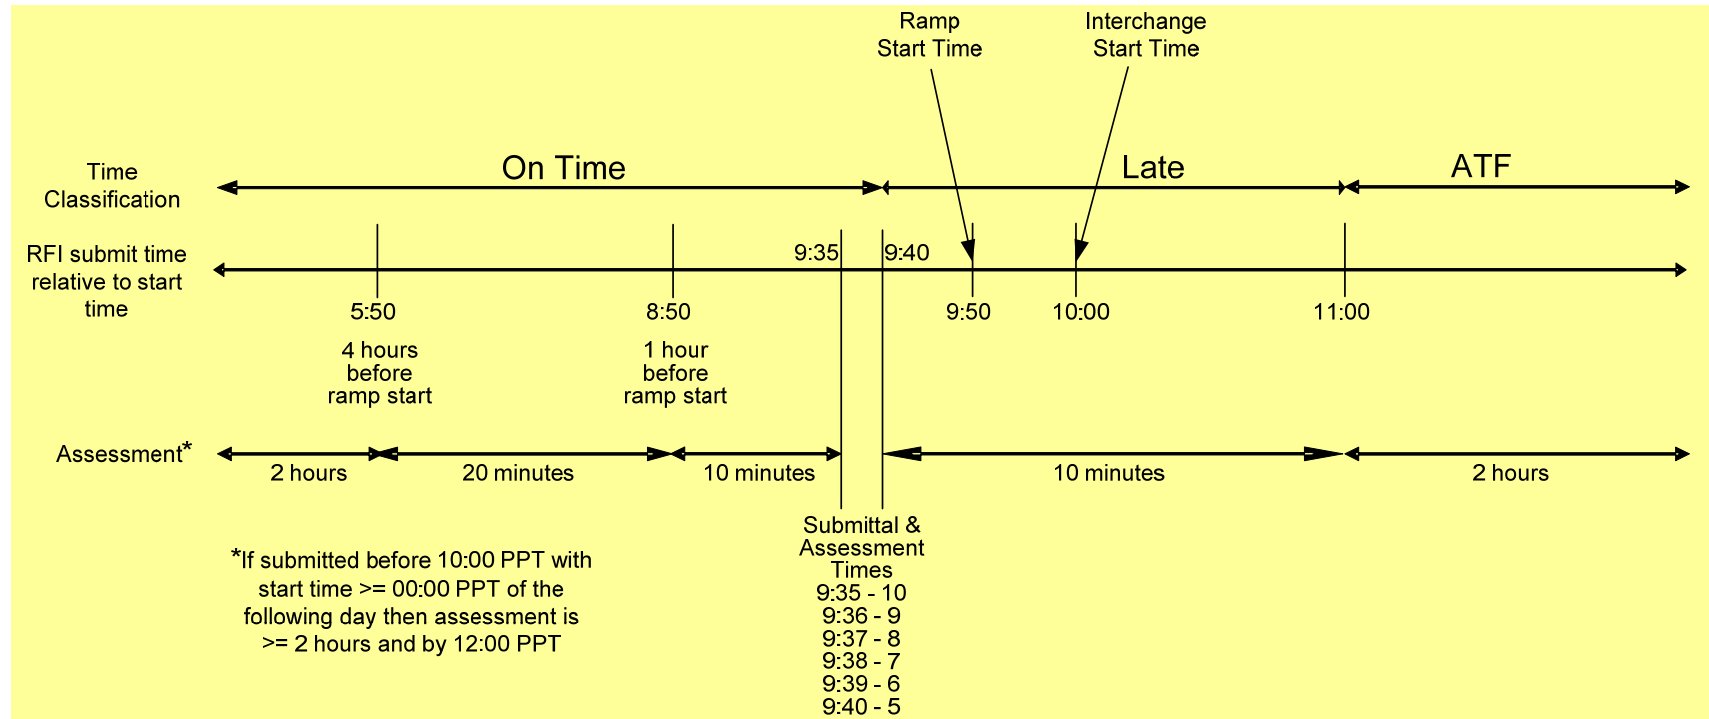 Ramp
Start Time
Interchange
Start Time
Time
Classification
On Time
Late
ATF
RFI submit time
relative to start
time
9:35
9:40
5:50
8:50
9:50
10:00
11:00
4 hours
before
ramp start
1 hour
before
ramp start
Assessment*
2 hours
20 minutes
10 minutes
10 minutes
2 hours
*If submitted before 10:00 PPT with
start time >= 00:00 PPT of the
following day then assessment is
>= 2 hours and by 12:00 PPT
Submittal &
Assessment
Times
9:35 - 10
9:36 - 9
9:37 - 8
9:38 - 7
9:39 - 6
9:40 - 5